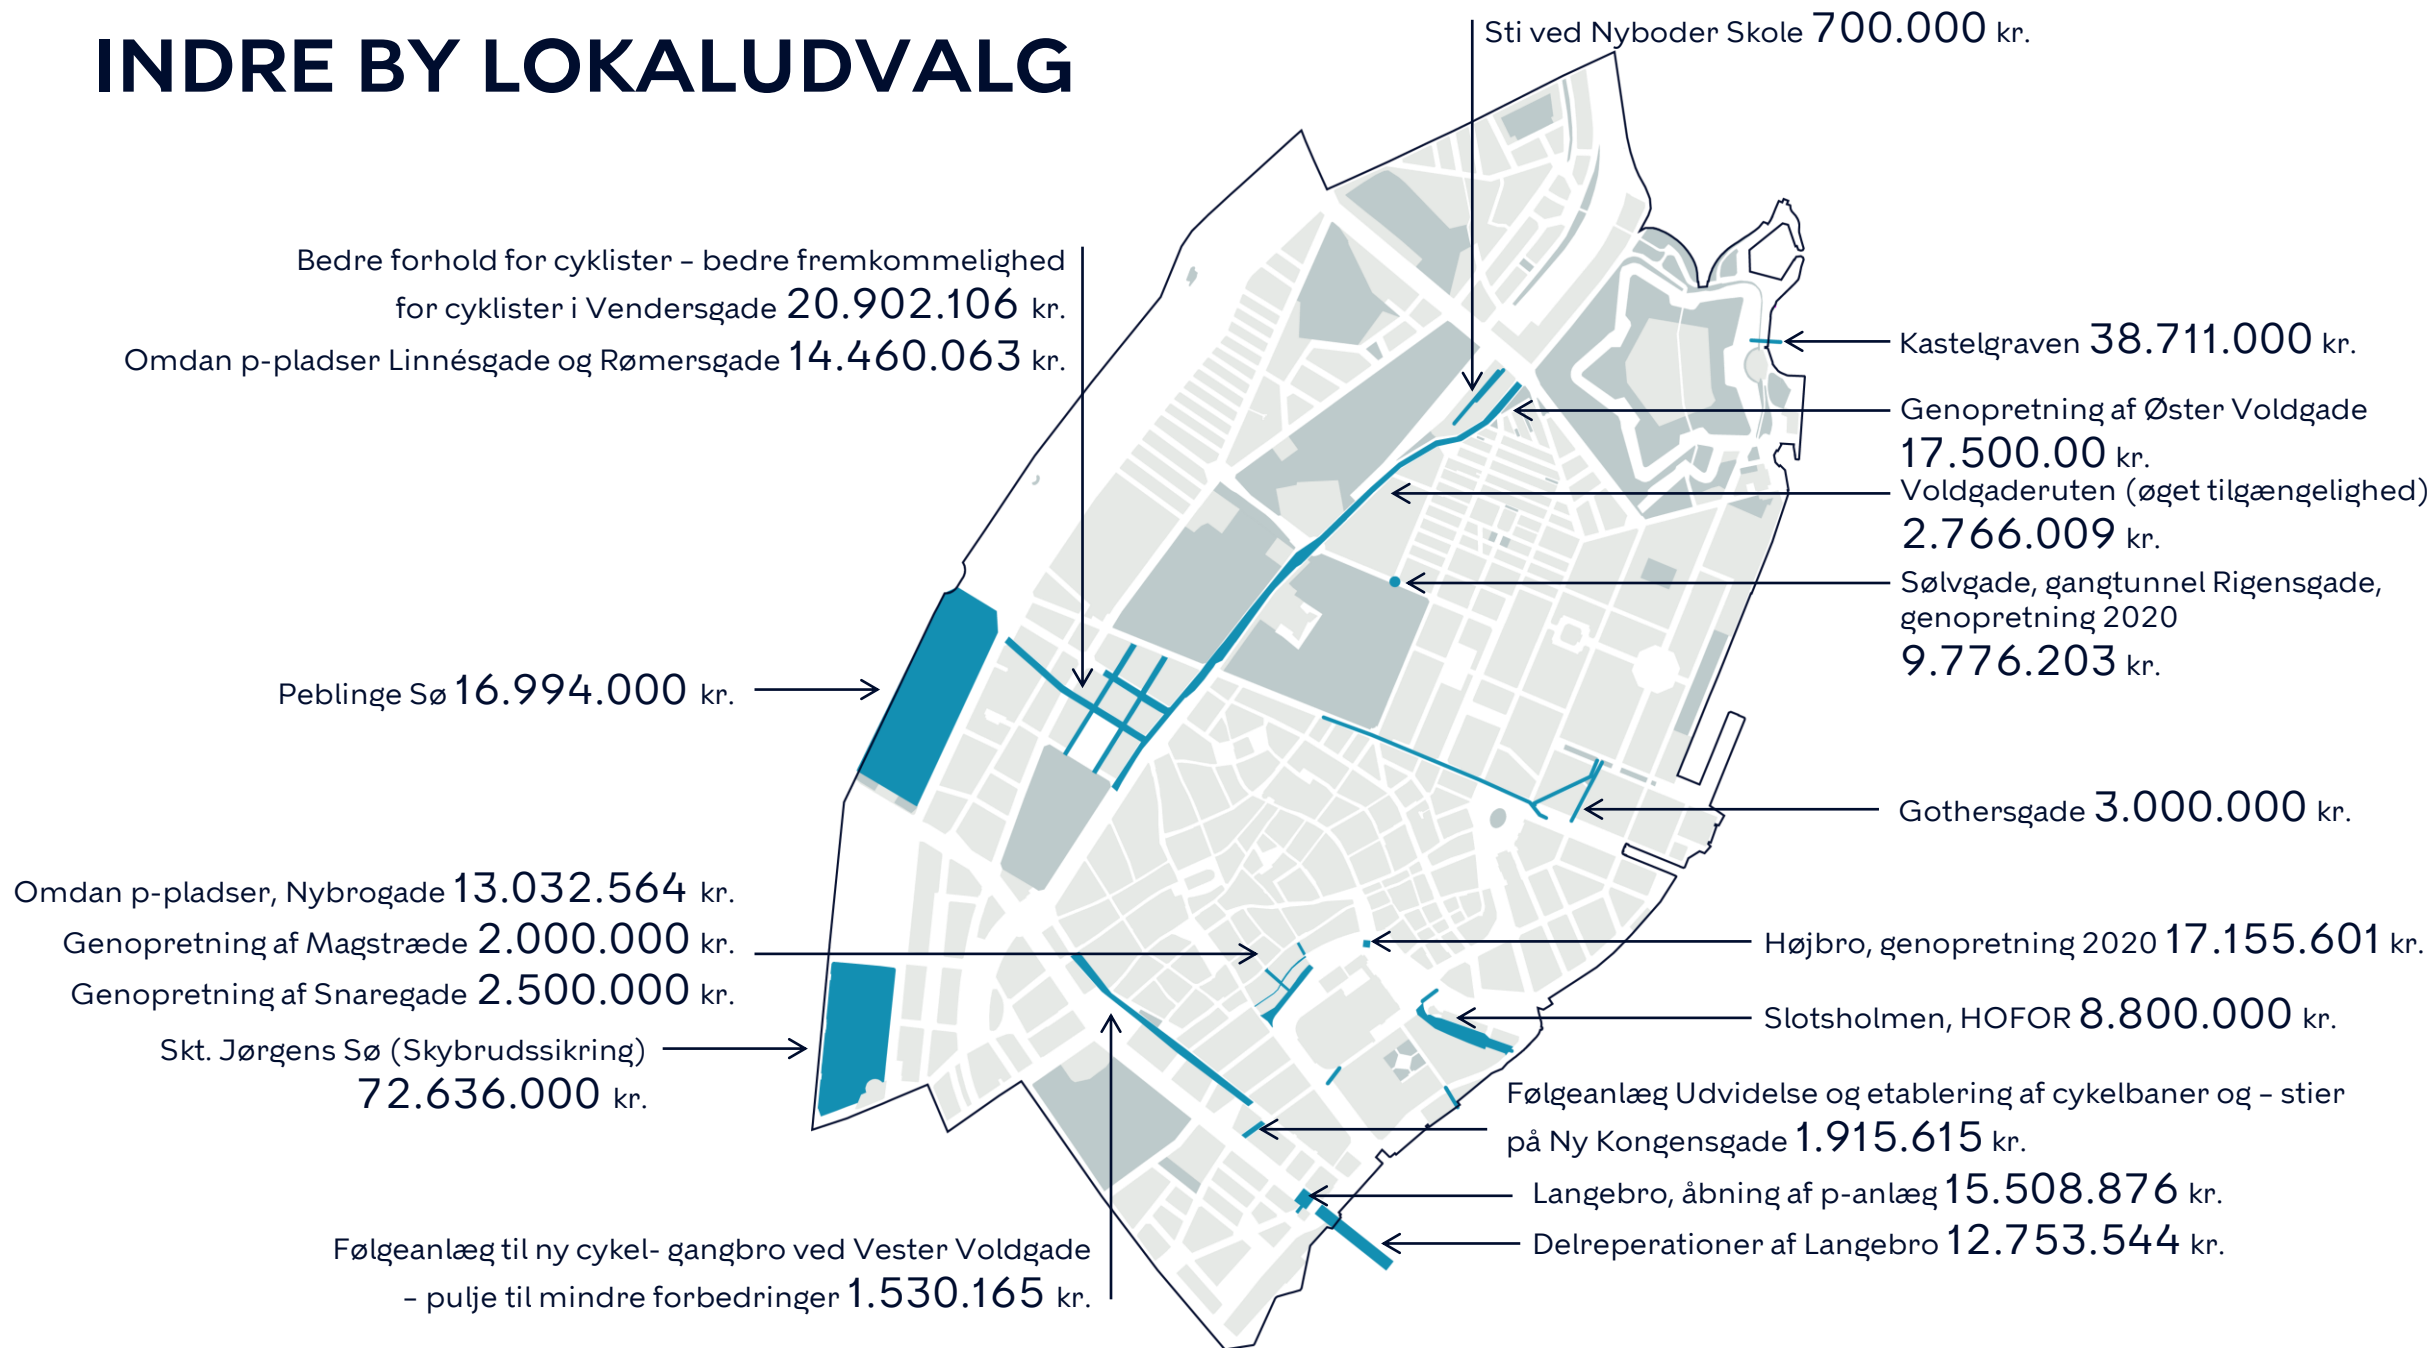 INDRE BY LOKALUDVALG
Sti ved Nyboder Skole 700.000 kr.
Bedre forhold for cyklister – bedre fremkommelighed
for cyklister i Vendersgade 20.902.106 kr.
Omdan p-pladser Linnésgade og Rømersgade 14.460.063 kr.
Peblinge Sø 16.994.000 kr.
Omdan p-pladser, Nybrogade 13.032.564 kr.
Genopretning af Magstræde 2.000.000 kr.
Genopretning af Snaregade 2.500.000 kr.
Skt. Jørgens Sø (Skybrudssikring)
72.636.000 kr.
Følgeanlæg til ny cykel- gangbro ved Vester Voldgade
– pulje til mindre forbedringer 1.530.165 kr.
Kastelgraven 38.711.000 kr.
Genopretning af Øster Voldgade
17.500.00 kr.
Voldgaderuten (øget tilgængelighed)
2.766.009 kr.
Sølvgade, gangtunnel Rigensgade,
genopretning 2020
9.776.203 kr.
Gothersgade 3.000.000 kr.
Højbro, genopretning 2020 17.155.601 kr.
Slotsholmen, HOFOR 8.800.000 kr.
Følgeanlæg Udvidelse og etablering af cykelbaner og – stier
på Ny Kongensgade 1.915.615 kr.
Langebro, åbning af p-anlæg 15.508.876 kr.
Delreperationer af Langebro 12.753.544 kr.